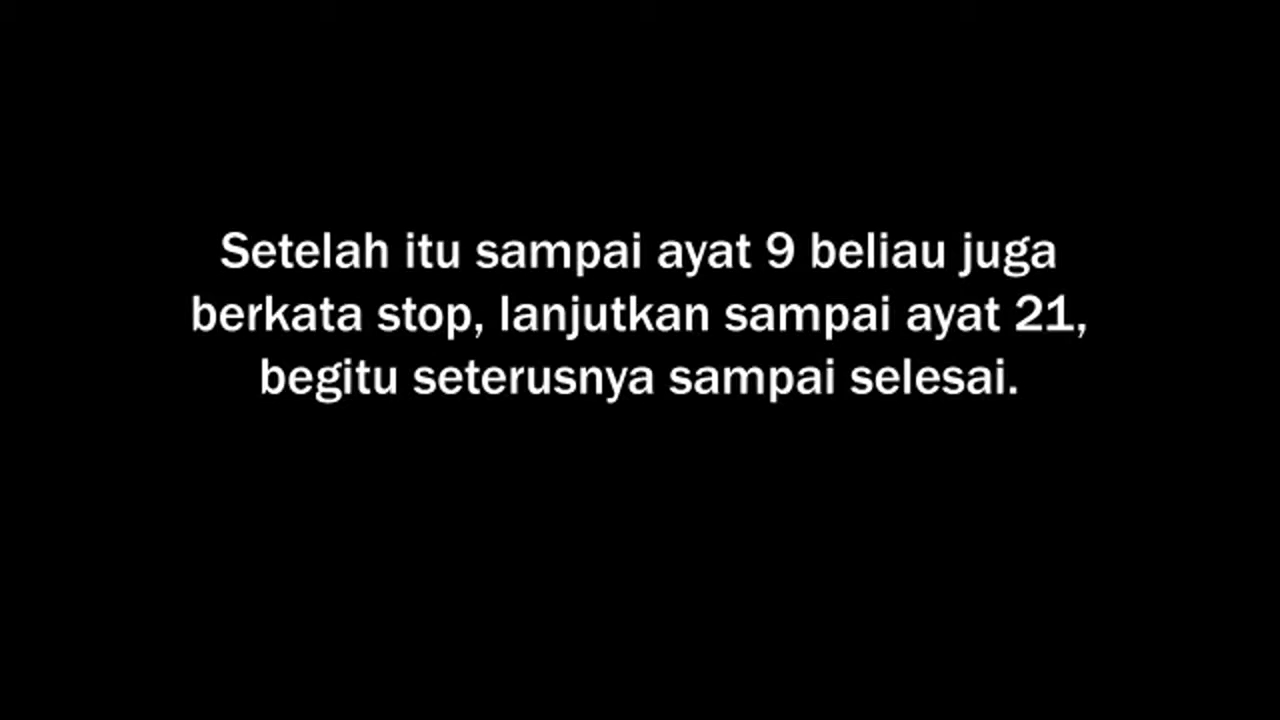 Setelah itu sampai ayat 9 beliau juga
berkata stop, lanjutkan sampai ayat 21,
begitu seterusnya sampai selesai.